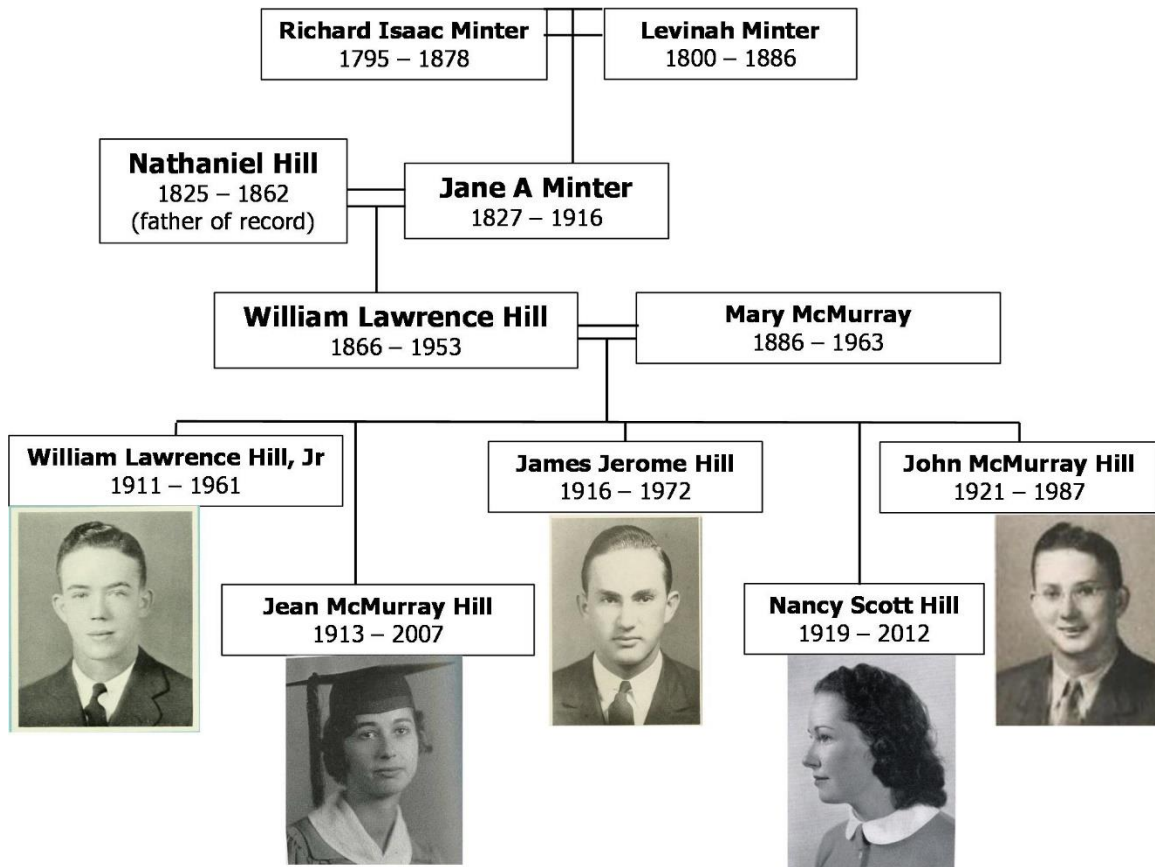 Richard Isaac Minter
1795 – 1878
Levinah Minter
1800 – 1886
Nathaniel Hill
1825 – 1862
(father of record)
Jane A Minter
1827 – 1916
William Lawrence Hill
1866 – 1953
Mary McMurray
1886 – 1963
William Lawrence Hill, Jr
1911 – 1961
James Jerome Hill
1916 – 1972
John McMurray Hill
1921 – 1987
Jean McMurray Hill
1913 – 2007
Nancy Scott Hill
1919 – 2012